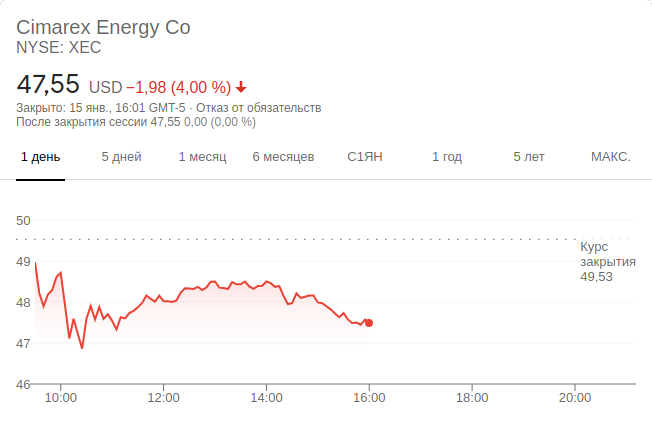 Cimarex Energy Co
NYSE: XEC
47,55 USD −1,98 (4,00 %)
Закрыто: 15 янв., 16:01 GMT-5 · Отказ от обязательств
После закрытия сессии 47,55 0,00 (0,00 %)
1 день 5 дней 1 месяц 6 месяцев С1ЯН 1 год 5 лет МАКС.
50
Курс
закрытия
49,53
49
48
47
46
10:00 12:00 14:00 16:00 18:00 20:00